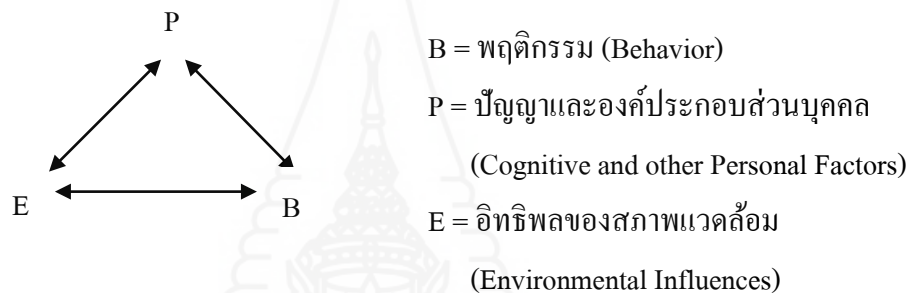 P
E
B
B = พฤติกรรม (Behavior)
P = ปัญญาและองค์ประกอบส่วนบุคคล
(Cognitive and other Personal Factors)
E = อิทธิพลของสภาพแวดล้อม
(Environmental Influences)